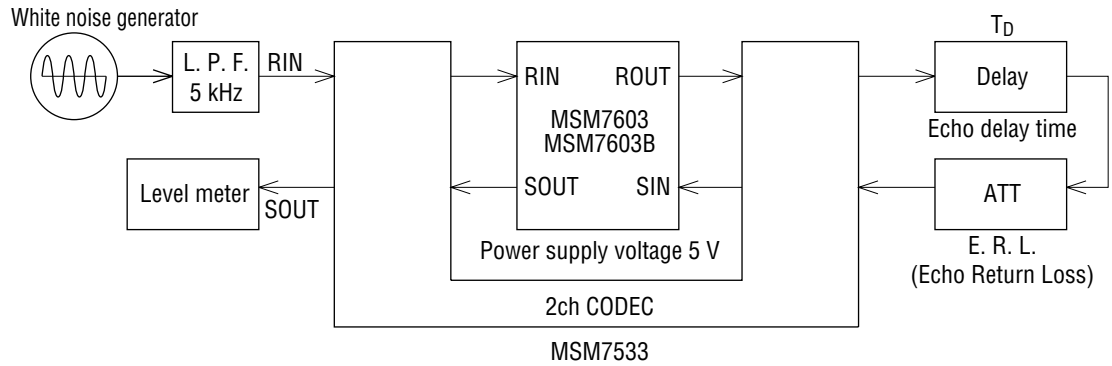 White noise generator
L. P. F.
5 kHz
RIN
RIN
ROUT
MSM7603
MSM7603B
SOUT
SIN
Power supply voltage 5 V
2ch CODEC
MSM7533
Level meter
SOUT
TD
Delay
Echo delay time
ATT
E. R. L.
(Echo Return Loss)